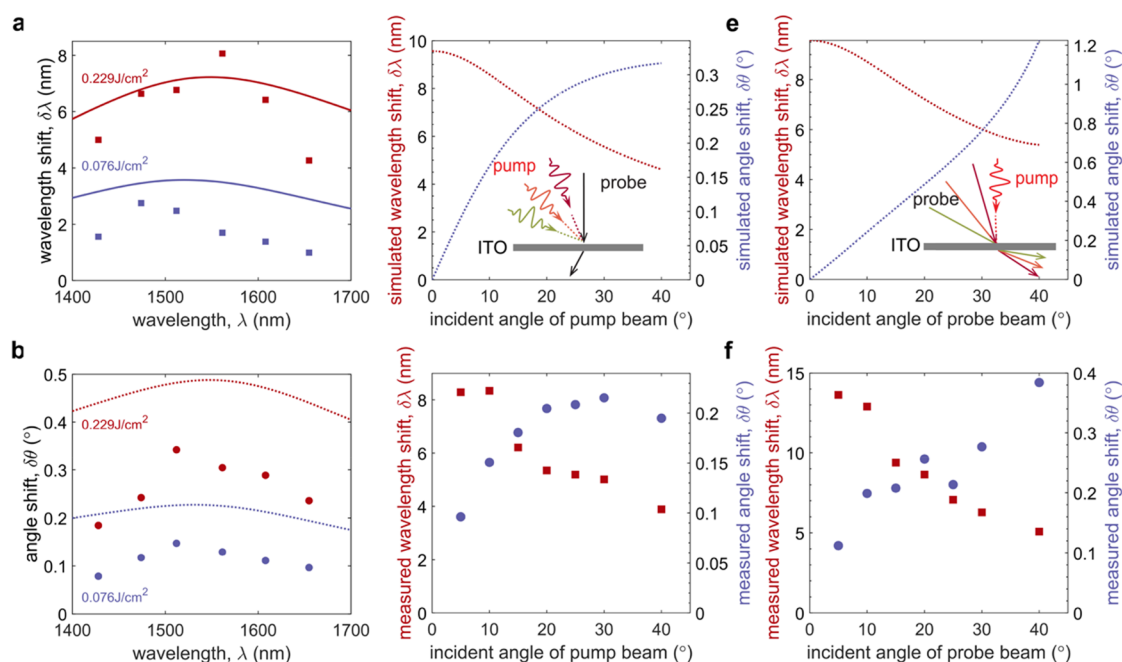 a
wavelength shift, δλ (nm)
8
6
4
2
0
0.229J/cm²
0.076J/cm²
1400 1500 1600 1700
wavelength, λ (nm)
simulated wavelength shift, δλ (nm)
10
9
8
7
6
5
4
3
2
1
0
pump
probe
ITO
0 10 20 30 40
incident angle of pump beam (°)
0.3
0.25
0.2
0.15
0.1
0.05
0
simulated angle shift, δθ (°)
e
simulated wavelength shift, δλ (nm)
10
9
8
7
6
5
4
3
2
1
0
pump
probe
ITO
0 10 20 30 40
incident angle of probe beam (°)
1.2
1
0.8
0.6
0.4
0.2
0
simulated angle shift, δθ (°)
b
angle shift, δθ (°)
0.5
0.4
0.3
0.2
0.1
0
0.229J/cm²
0.076J/cm²
1400 1500 1600 1700
wavelength, λ (nm)
measured wavelength shift, δλ (nm)
8
6
4
2
0
0 10 20 30 40
incident angle of pump beam (°)
0.2
0.15
0.1
0.05
0
measured angle shift, δθ (°)
f
measured wavelength shift, δλ (nm)
15
10
5
0
0 10 20 30 40
incident angle of probe beam (°)
0.4
0.3
0.2
0.1
0
measured angle shift, δθ (°)